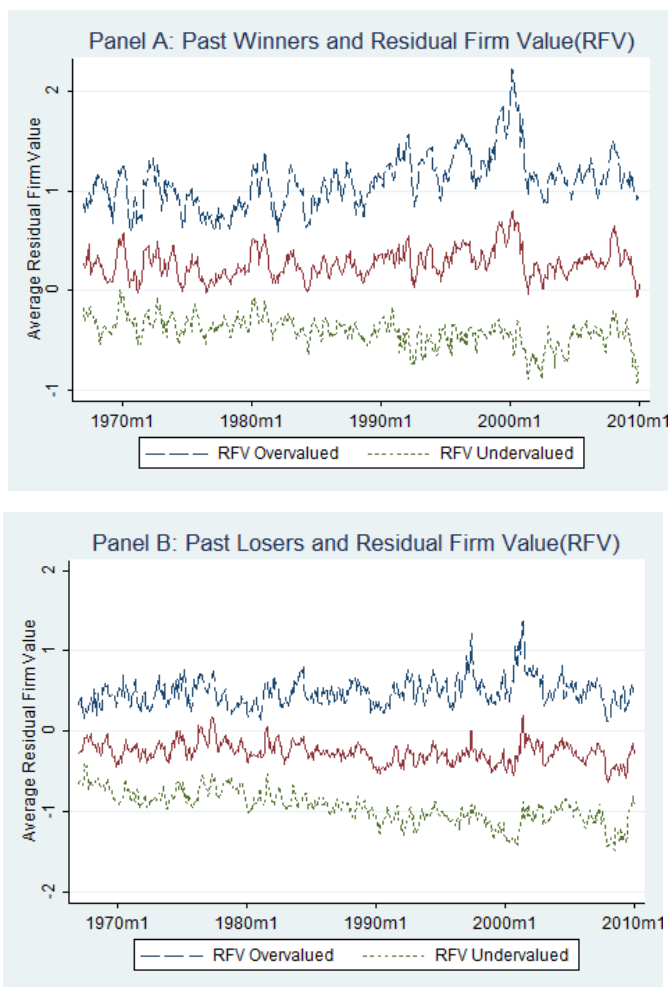 Panel A: Past Winners and Residual Firm Value(RFV)
Average Residual Firm Value
2
1
0
-1
1970m1 1980m1 1990m1 2000m1 2010m1
RFV Overvalued RFV Undervalued
Panel B: Past Losers and Residual Firm Value(RFV)
Average Residual Firm Value
2
1
0
-1
-2
1970m1 1980m1 1990m1 2000m1 2010m1
RFV Overvalued RFV Undervalued